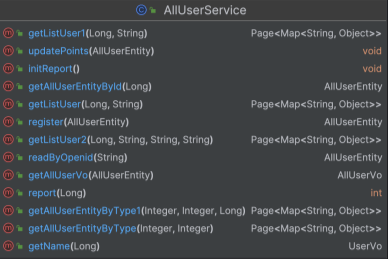 AllUserService
getListUser1(Long, String) Page<Map<String, Object>>
updatePoints(AllUserEntity) void
initReport() void
getAllUserEntityById(Long) AllUserEntity
getListUser(Long, String) Page<Map<String, Object>>
register(AllUserEntity) AllUserEntity
getListUser2(Long, String, String, String) Page<Map<String, Object>>
readByOpenid(String) AllUserEntity
getAllUserVo(AllUserEntity) AllUserVo
report(Long) int
getAllUserEntityByType1(Integer, Integer, Long) Page<Map<String, Object>>
getAllUserEntityByType(Integer, Integer) Page<Map<String, Object>>
getName(Long) UserVo